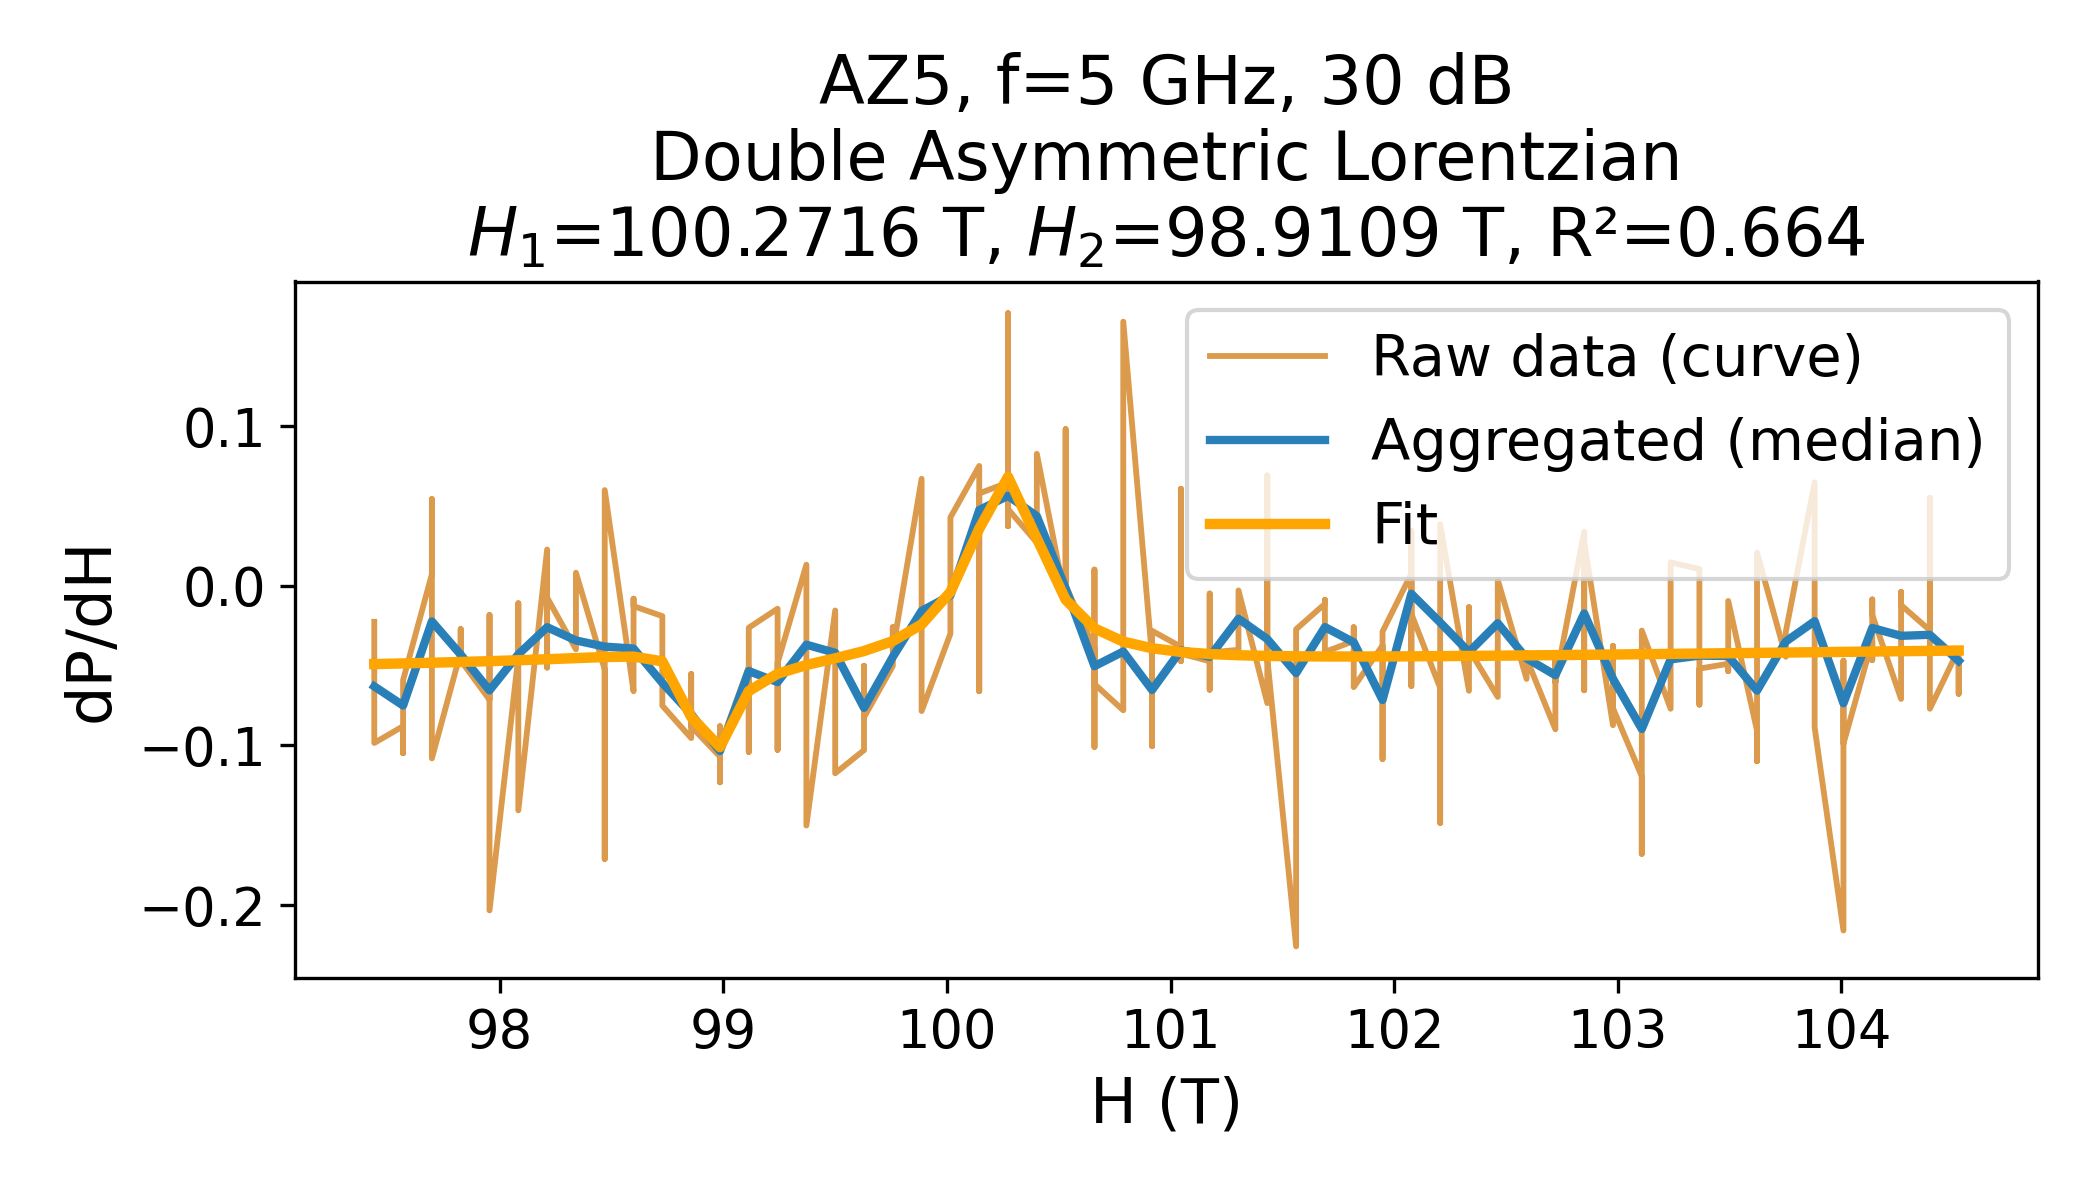 AZ5, f=5 GHz, 30 dB
Double Asymmetric Lorentzian
H₁=100.2716 T, H₂=98.9109 T, R²=0.664
Raw data (curve)
Aggregated (median)
Fit
dP/dH
0.1
0.0
−0.1
−0.2
98 99 100 101 102 103 104
H (T)